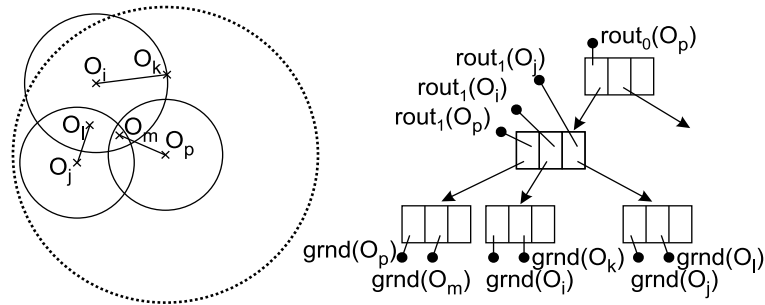 O_i
O_k
O_l
O_m
O_p
O_j
rout_0(O_p)
rout_1(O_j)
rout_1(O_i)
rout_1(O_p)
grnd(O_p)
grnd(O_m)
grnd(O_i)
grnd(O_k)
grnd(O_j)
grnd(O_l)